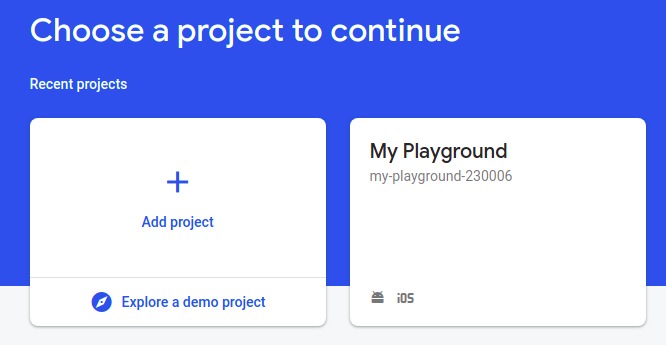 Choose a project to continue
Recent projects
Add project
Explore a demo project
My Playground
my-playground-230006
iOS